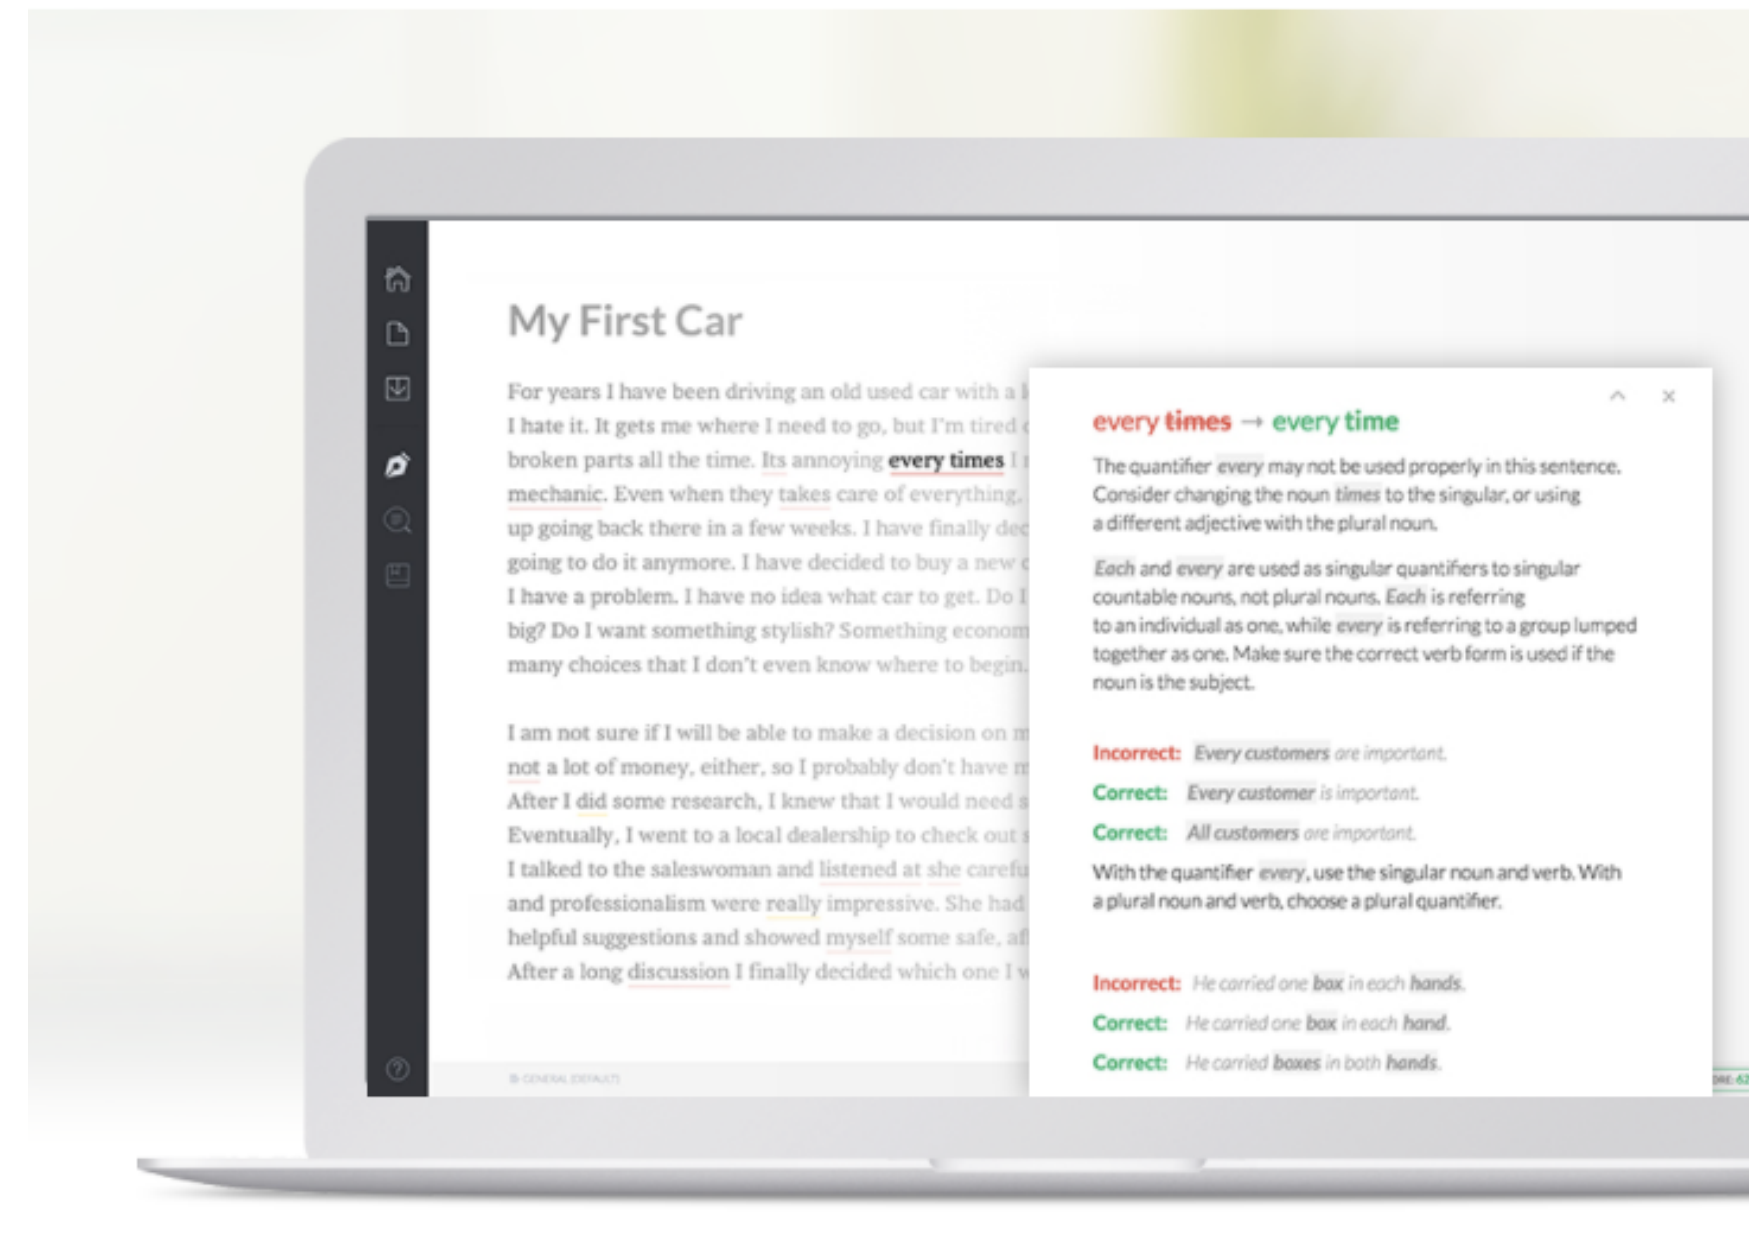 My First Car
For years I have been driving an old used car with a l
I hate it. It gets me where I need to go, but I'm tired
broken parts all the time. Its annoying every times I
mechanic. Even when they takes care of everything,
up going back there in a few weeks. I have finally dec
going to do it anymore. I have decided to buy a new
I have a problem. I have no idea what car to get. Do I
big? Do I want something stylish? Something econom
many choices that I don't even know where to begin.
I am not sure if I will be able to make a decision on m
not a lot of money, either, so I probably don't have m
After I did some research, I knew that I would need s
Eventually, I went to a local dealership to check out s
I talked to the saleswoman and listened at she carefu
and professionalism were really impressive. She had
helpful suggestions and showed myself some safe, af
After a long discussion I finally decided which one I w
GENERAL (DEFAULT)
every times → every time
The quantifier every may not be used properly in this sentence.
Consider changing the noun times to the singular, or using
a different adjective with the plural noun.
Each and every are used as singular quantifiers to singular
countable nouns, not plural nouns. Each is referring
to an individual as one, while every is referring to a group lumped
together as one. Make sure the correct verb form is used if the
noun is the subject.
Incorrect: Every customers are important.
Correct: Every customer is important.
Correct: All customers are important.
With the quantifier every, use the singular noun and verb. With
a plural noun and verb, choose a plural quantifier.
Incorrect: He carried one box in each hands.
Correct: He carried one box in each hand.
Correct: He carried boxes in both hands.
ORE: 62